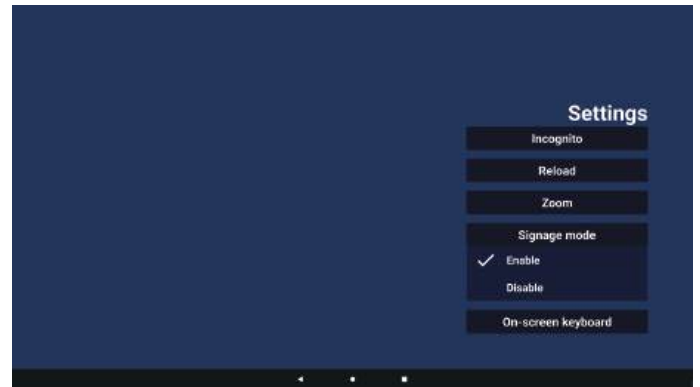 Settings
Incognito
Reload
Zoom
Signage mode
Enable
Disable
On-screen keyboard